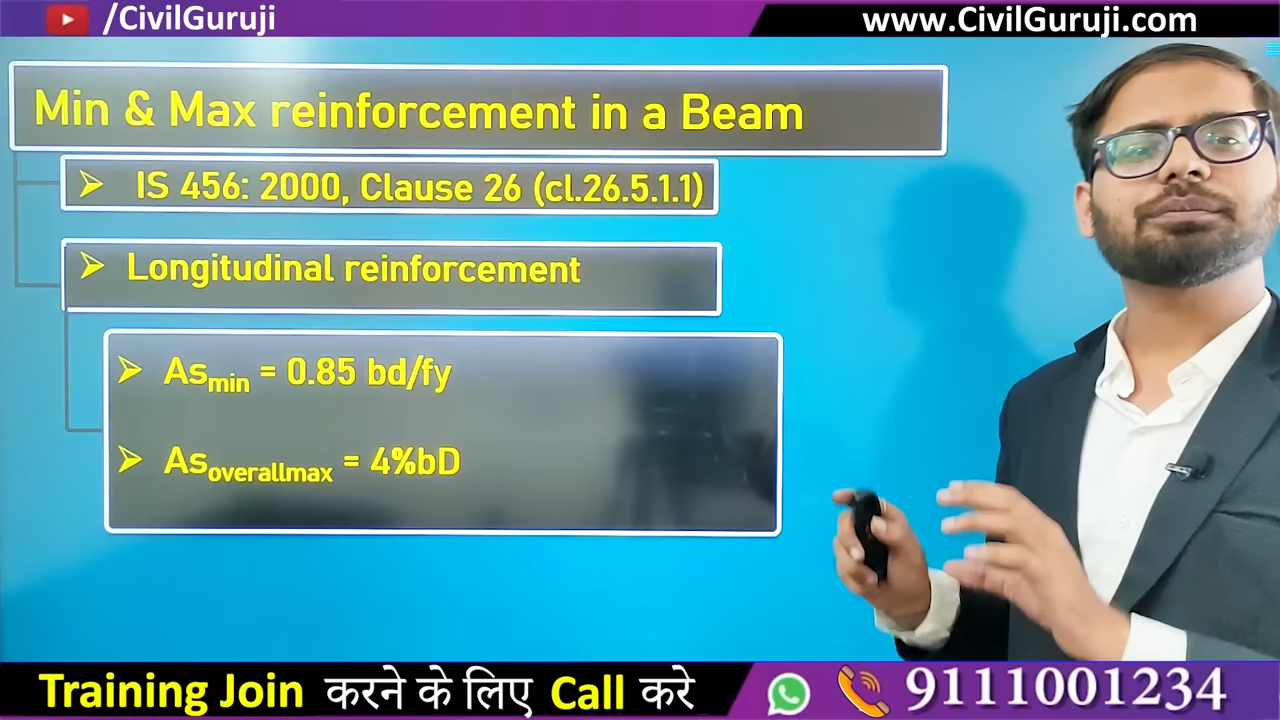 /CivilGuruji
www.CivilGuruji.com
Min & Max reinforcement in a Beam
➢ IS 456: 2000, Clause 26 (cl.26.5.1.1)
➢ Longitudinal reinforcement
➢ Asmin = 0.85 bd/fy
➢ Asoverallmax = 4%bD
Training Join करने के लिए Call करे
9111001234